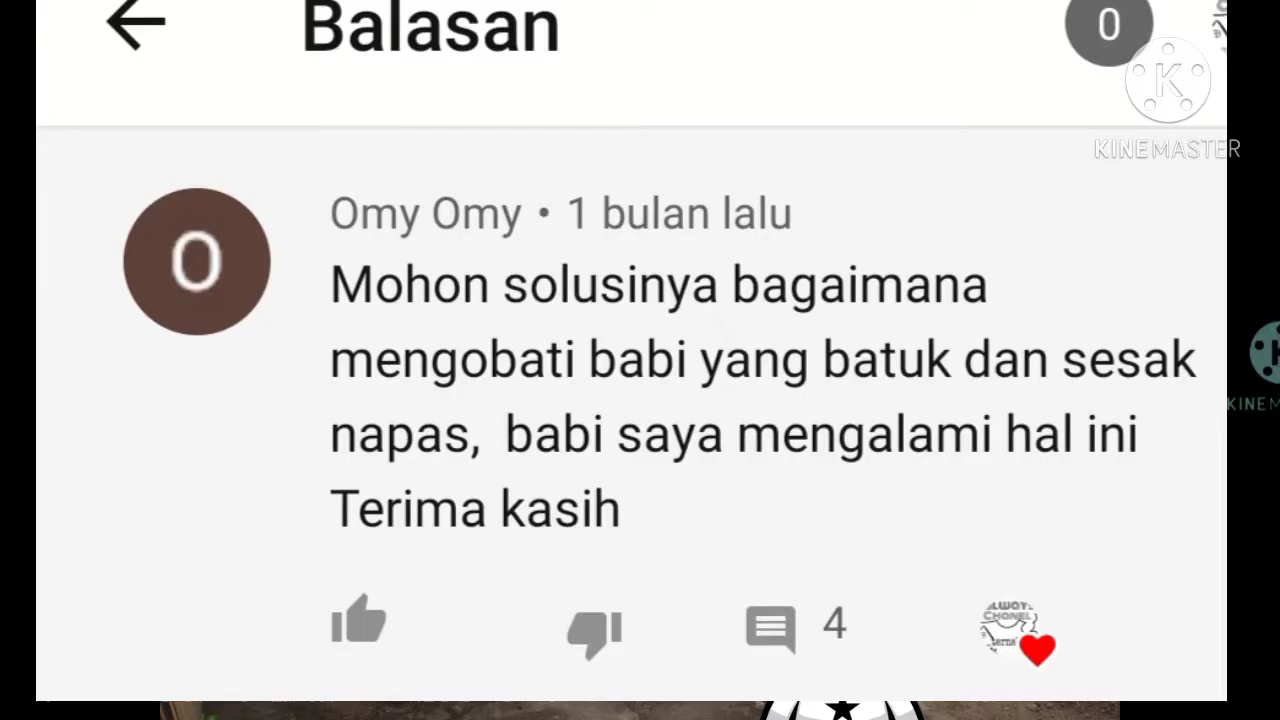 Balasan
0
KINEMASTER
Omy Omy • 1 bulan lalu
O
Mohon solusinya bagaimana
mengobati babi yang batuk dan sesak
napas, babi saya mengalami hal ini
Terima kasih
4